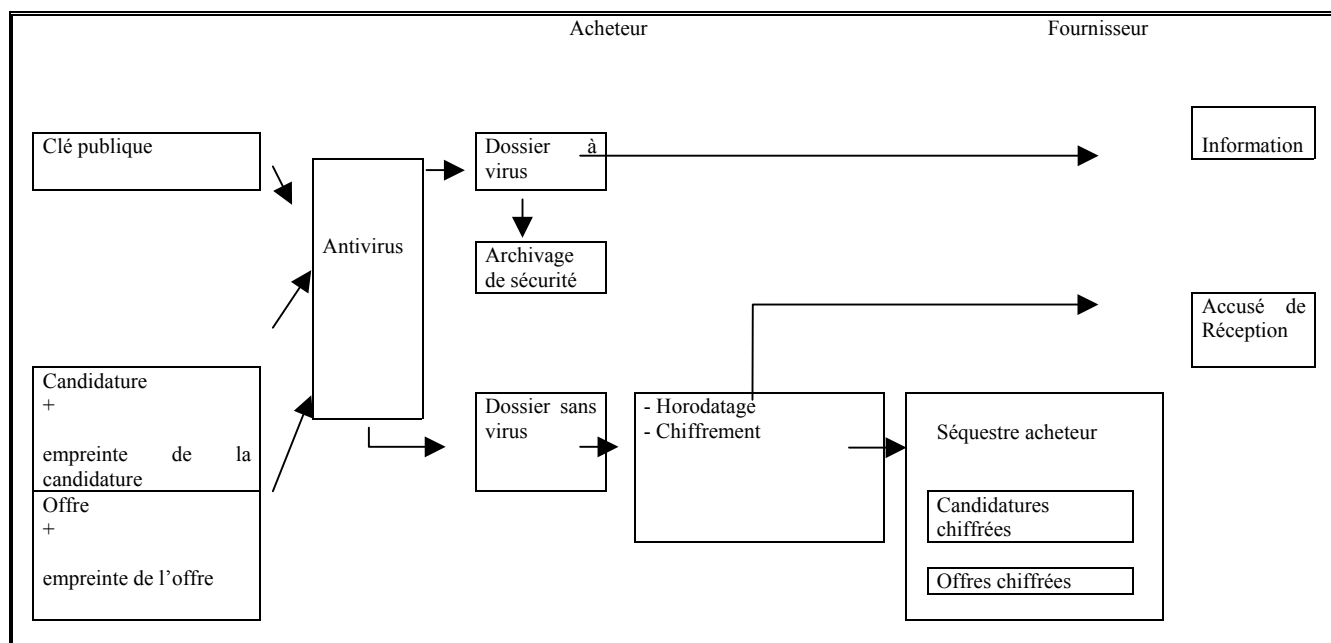 Acheteur
Fournisseur
Clé publique
Antivirus
Dossier à
virus
Archivage
de sécurité
Information
Accusé de
Réception
Candidature
+
empreinte de la
candidature
Offre
+
empreinte de l’offre
Dossier sans
virus
- Horodatage
- Chiffrement
Séquestre acheteur
Candidatures
chiffrées
Offres chiffrées